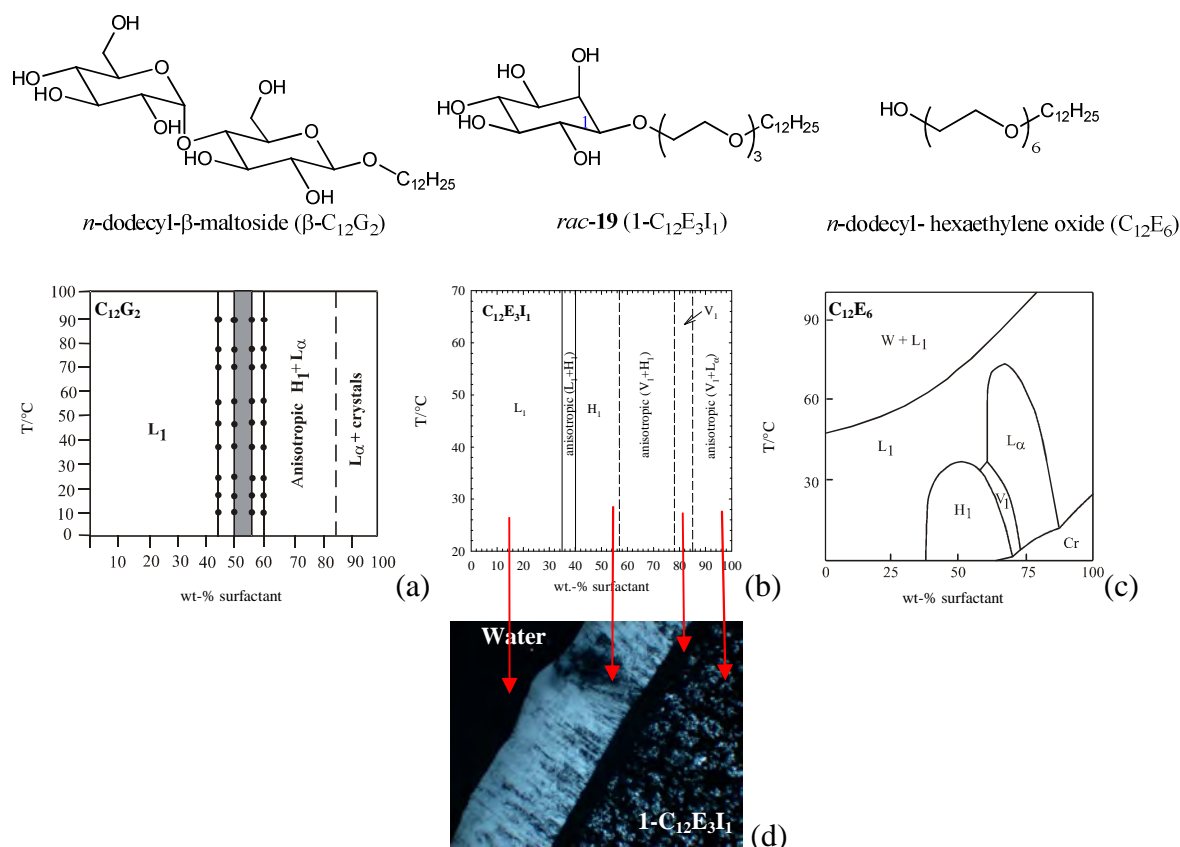 OH
HO
HO
O
HO
OH
O
OH
O
HO
O
OH
O
C12H25
n-dodecyl-β-maltoside (β-C12G2)
OH
OH
OH
HO
HO
1
OH
O
O
3
C12H25
rac-19 (1-C12E3I1)
HO
O
6
C12H25
n-dodecyl- hexaethylene oxide (C12E6)
100
90
80
70
60
50
40
30
20
10
0
T/°C
C12G2
L1
Anisotropic H1+Lα
Lα+ crystals
10 20 30 40 50 60 70 80 90 100
wt-% surfactant
(a)
70
60
50
40
30
20
T/°C
C12E3I1
L1
anisotropic (L1+H1)
H1
anisotropic (V1+H1)
V1
anisotropic (V1+Lα)
0 10 20 30 40 50 60 70 80 90 100
wt.-% surfactant
(b)
90
60
30
T/°C
C12E6
W + L1
L1
H1
V1
Lα
Cr
0 50 75 100
wt-% surfactant
(c)
Water
1-C12E3I1
(d)